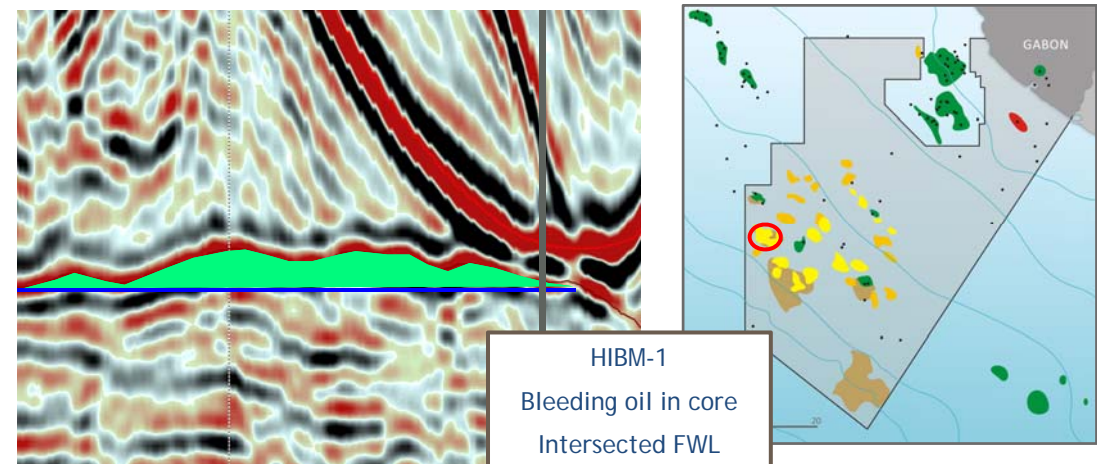 GABON
HIBM-1
Bleeding oil in core
Intersected FWL
20